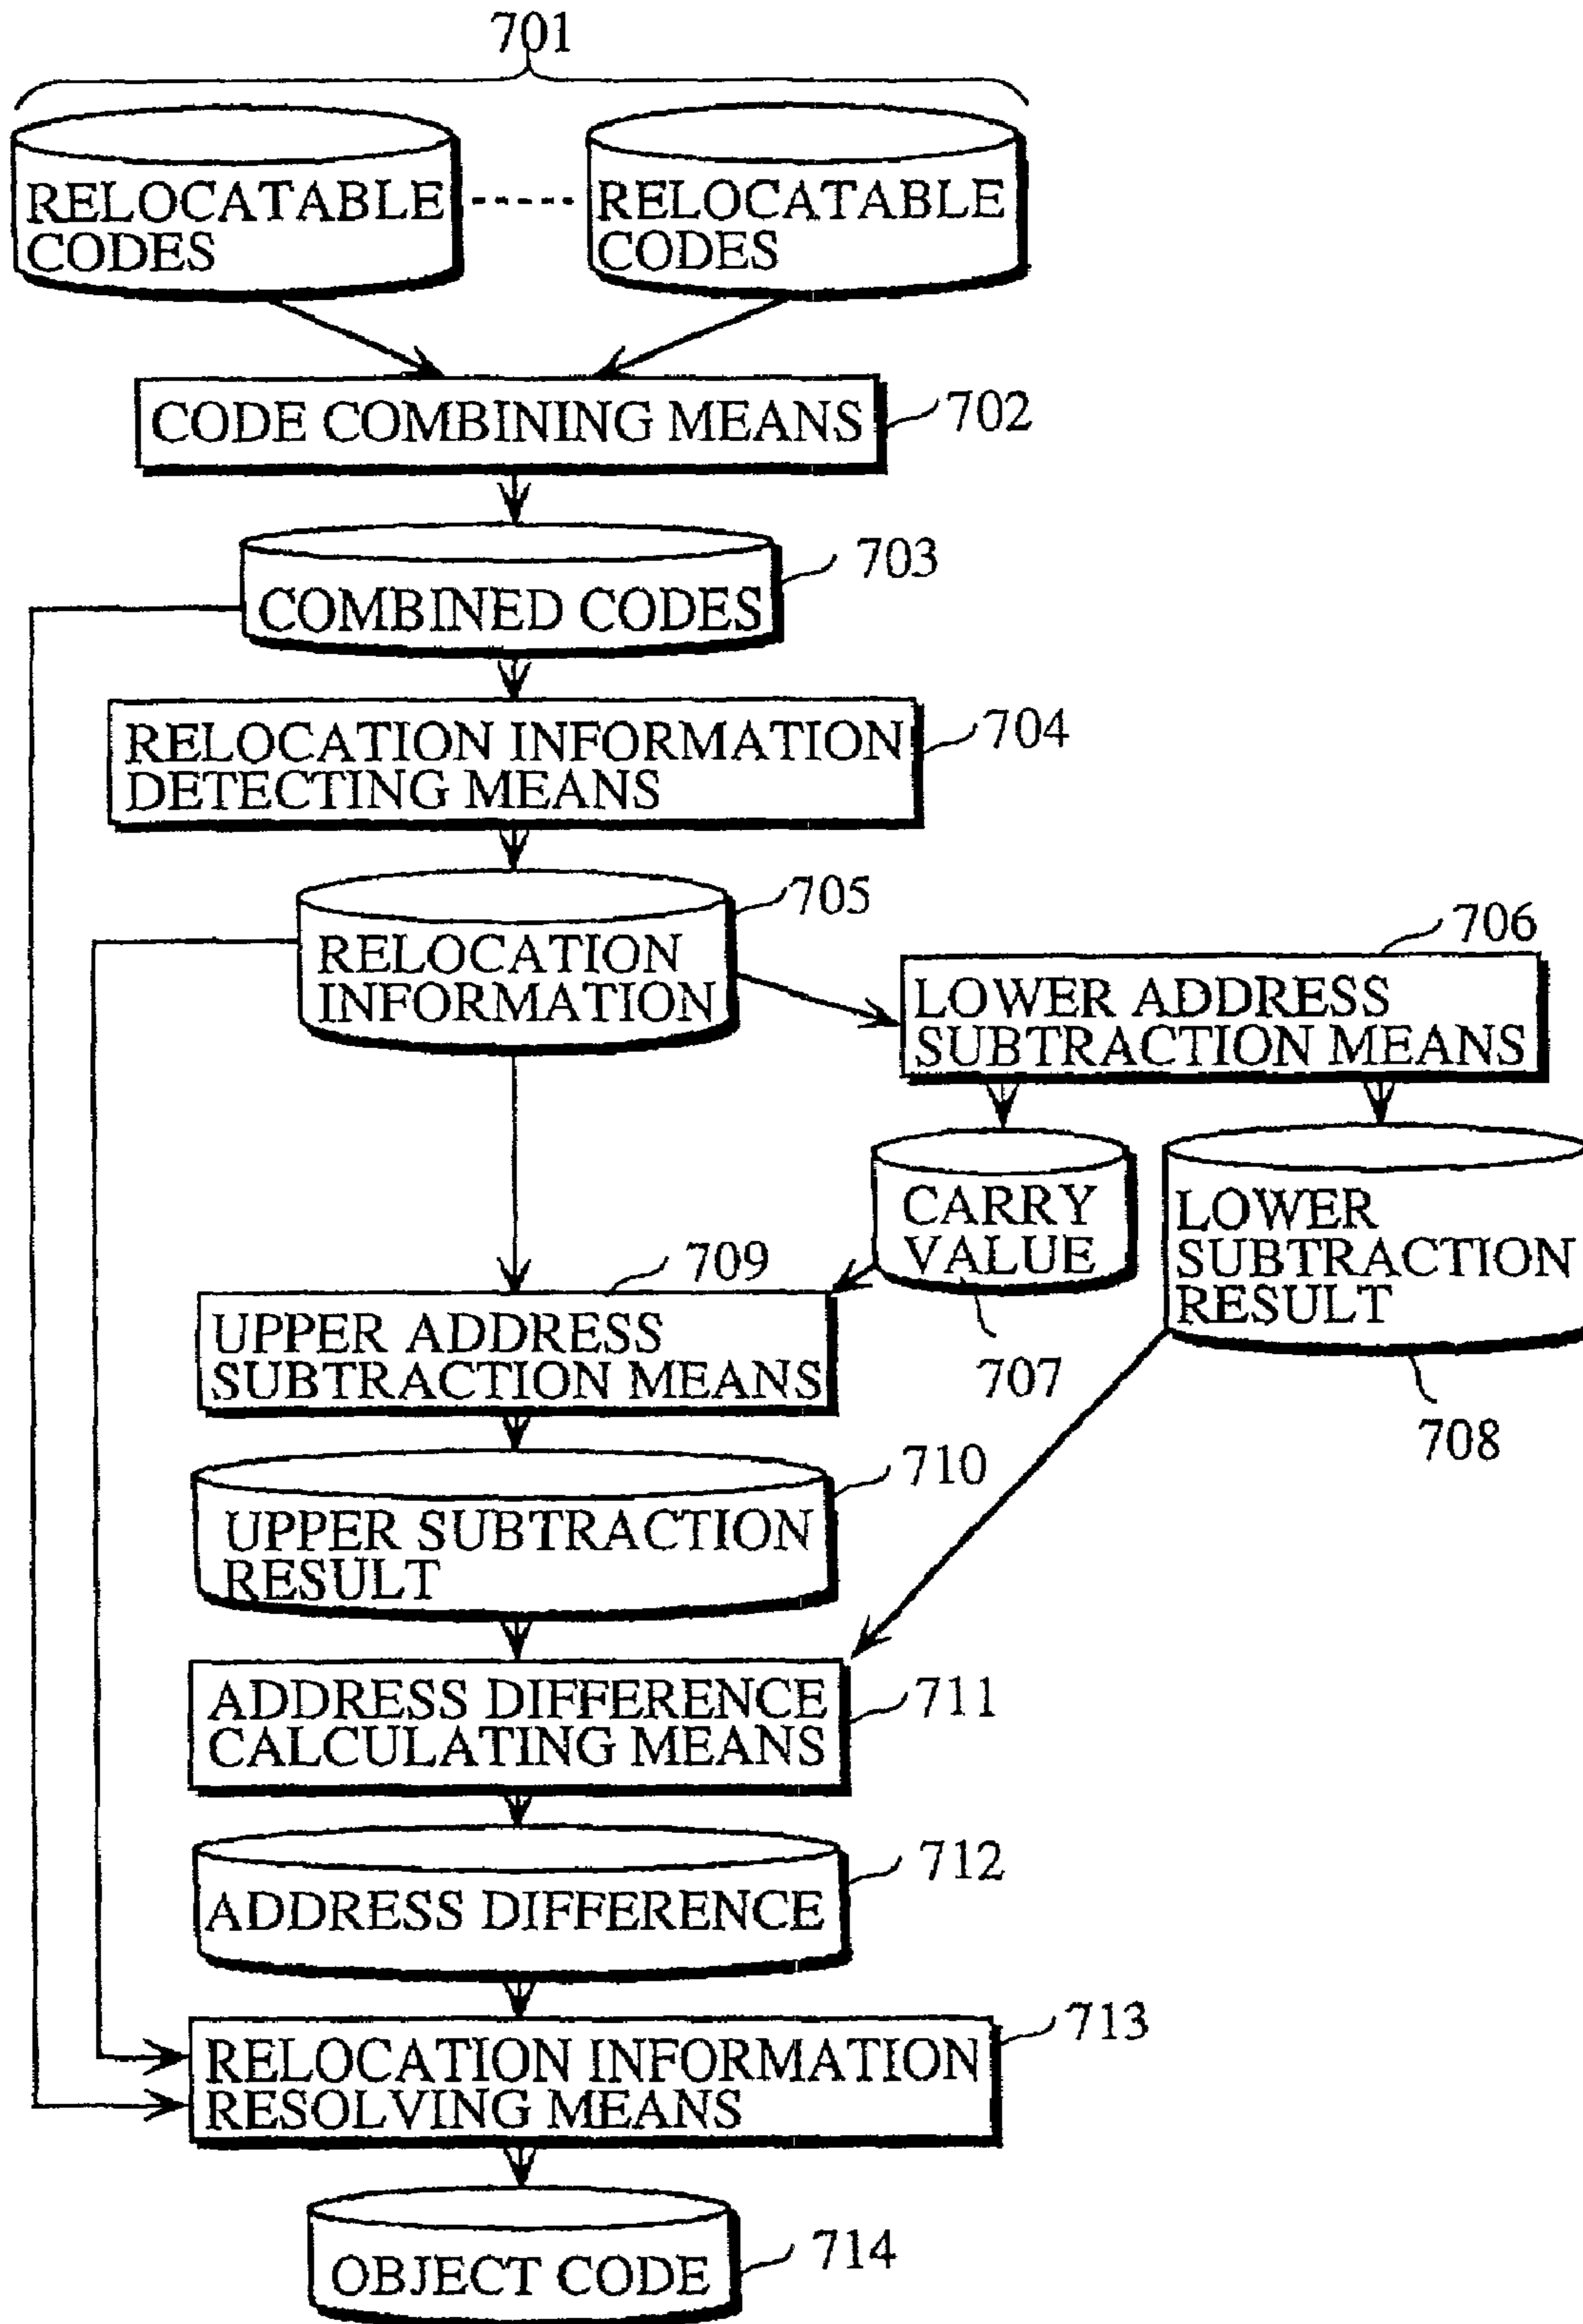 701
RELOCATABLE
CODES
RELOCATABLE
CODES
CODE COMBINING MEANS
702
703
COMBINED CODES
RELOCATION INFORMATION
DETECTING MEANS
704
705
RELOCATION
INFORMATION
706
LOWER ADDRESS
SUBTRACTION MEANS
CARRY
VALUE
707
LOWER
SUBTRACTION
RESULT
708
709
UPPER ADDRESS
SUBTRACTION MEANS
710
UPPER SUBTRACTION
RESULT
ADDRESS DIFFERENCE
CALCULATING MEANS
711
712
ADDRESS DIFFERENCE
713
RELOCATION INFORMATION
RESOLVING MEANS
OBJECT CODE
714